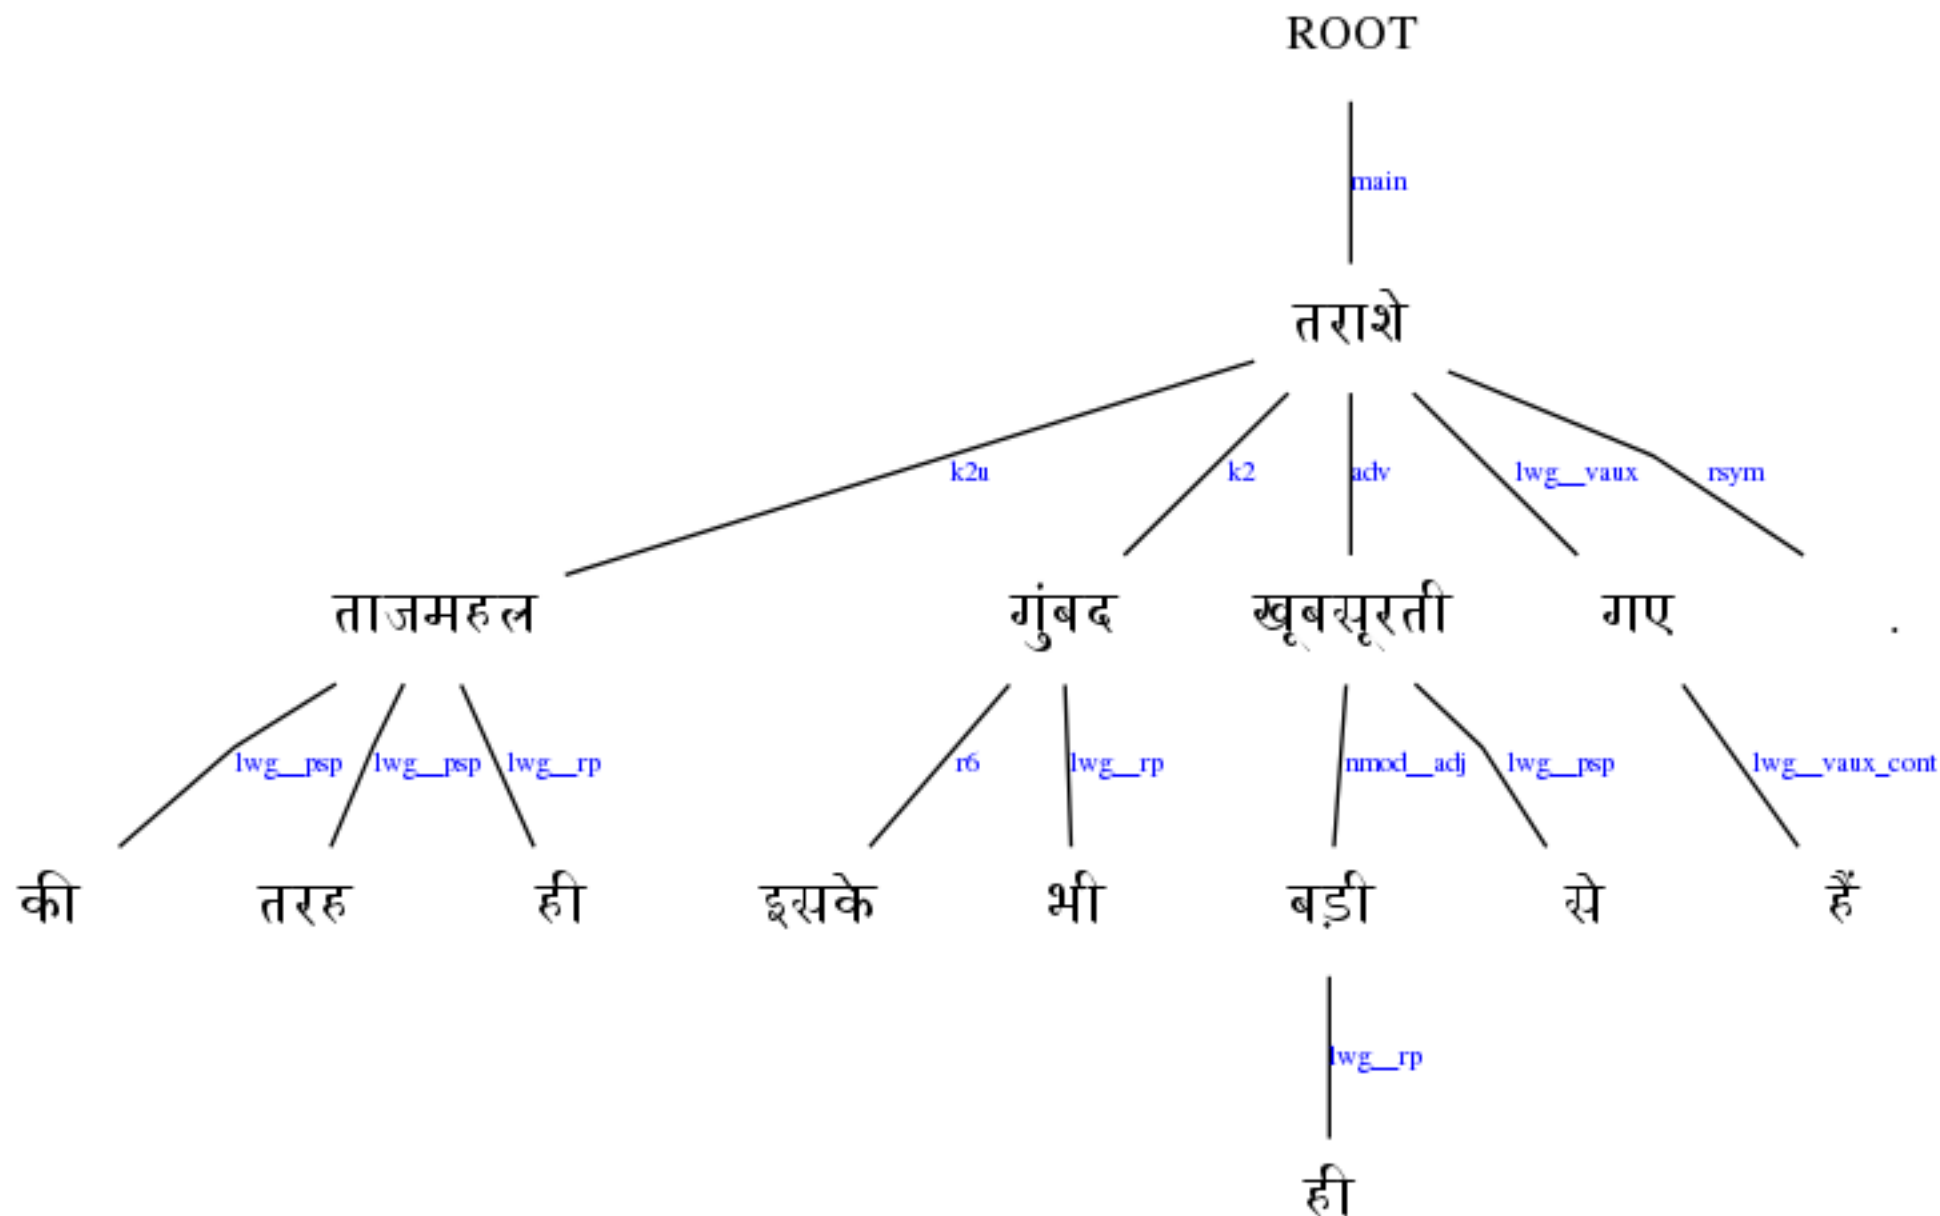 ROOT
main
तराशे
k2u k2 adv lwg__vaux rsym
ताजमहल गुंबद खूबसूरती गए .
lwg__psp lwg__psp lwg__rp r6 lwg__rp nmod__adj lwg__psp lwg__vaux_cont
की तरह ही इसके भी बड़ी से हैं
lwg__rp
ही